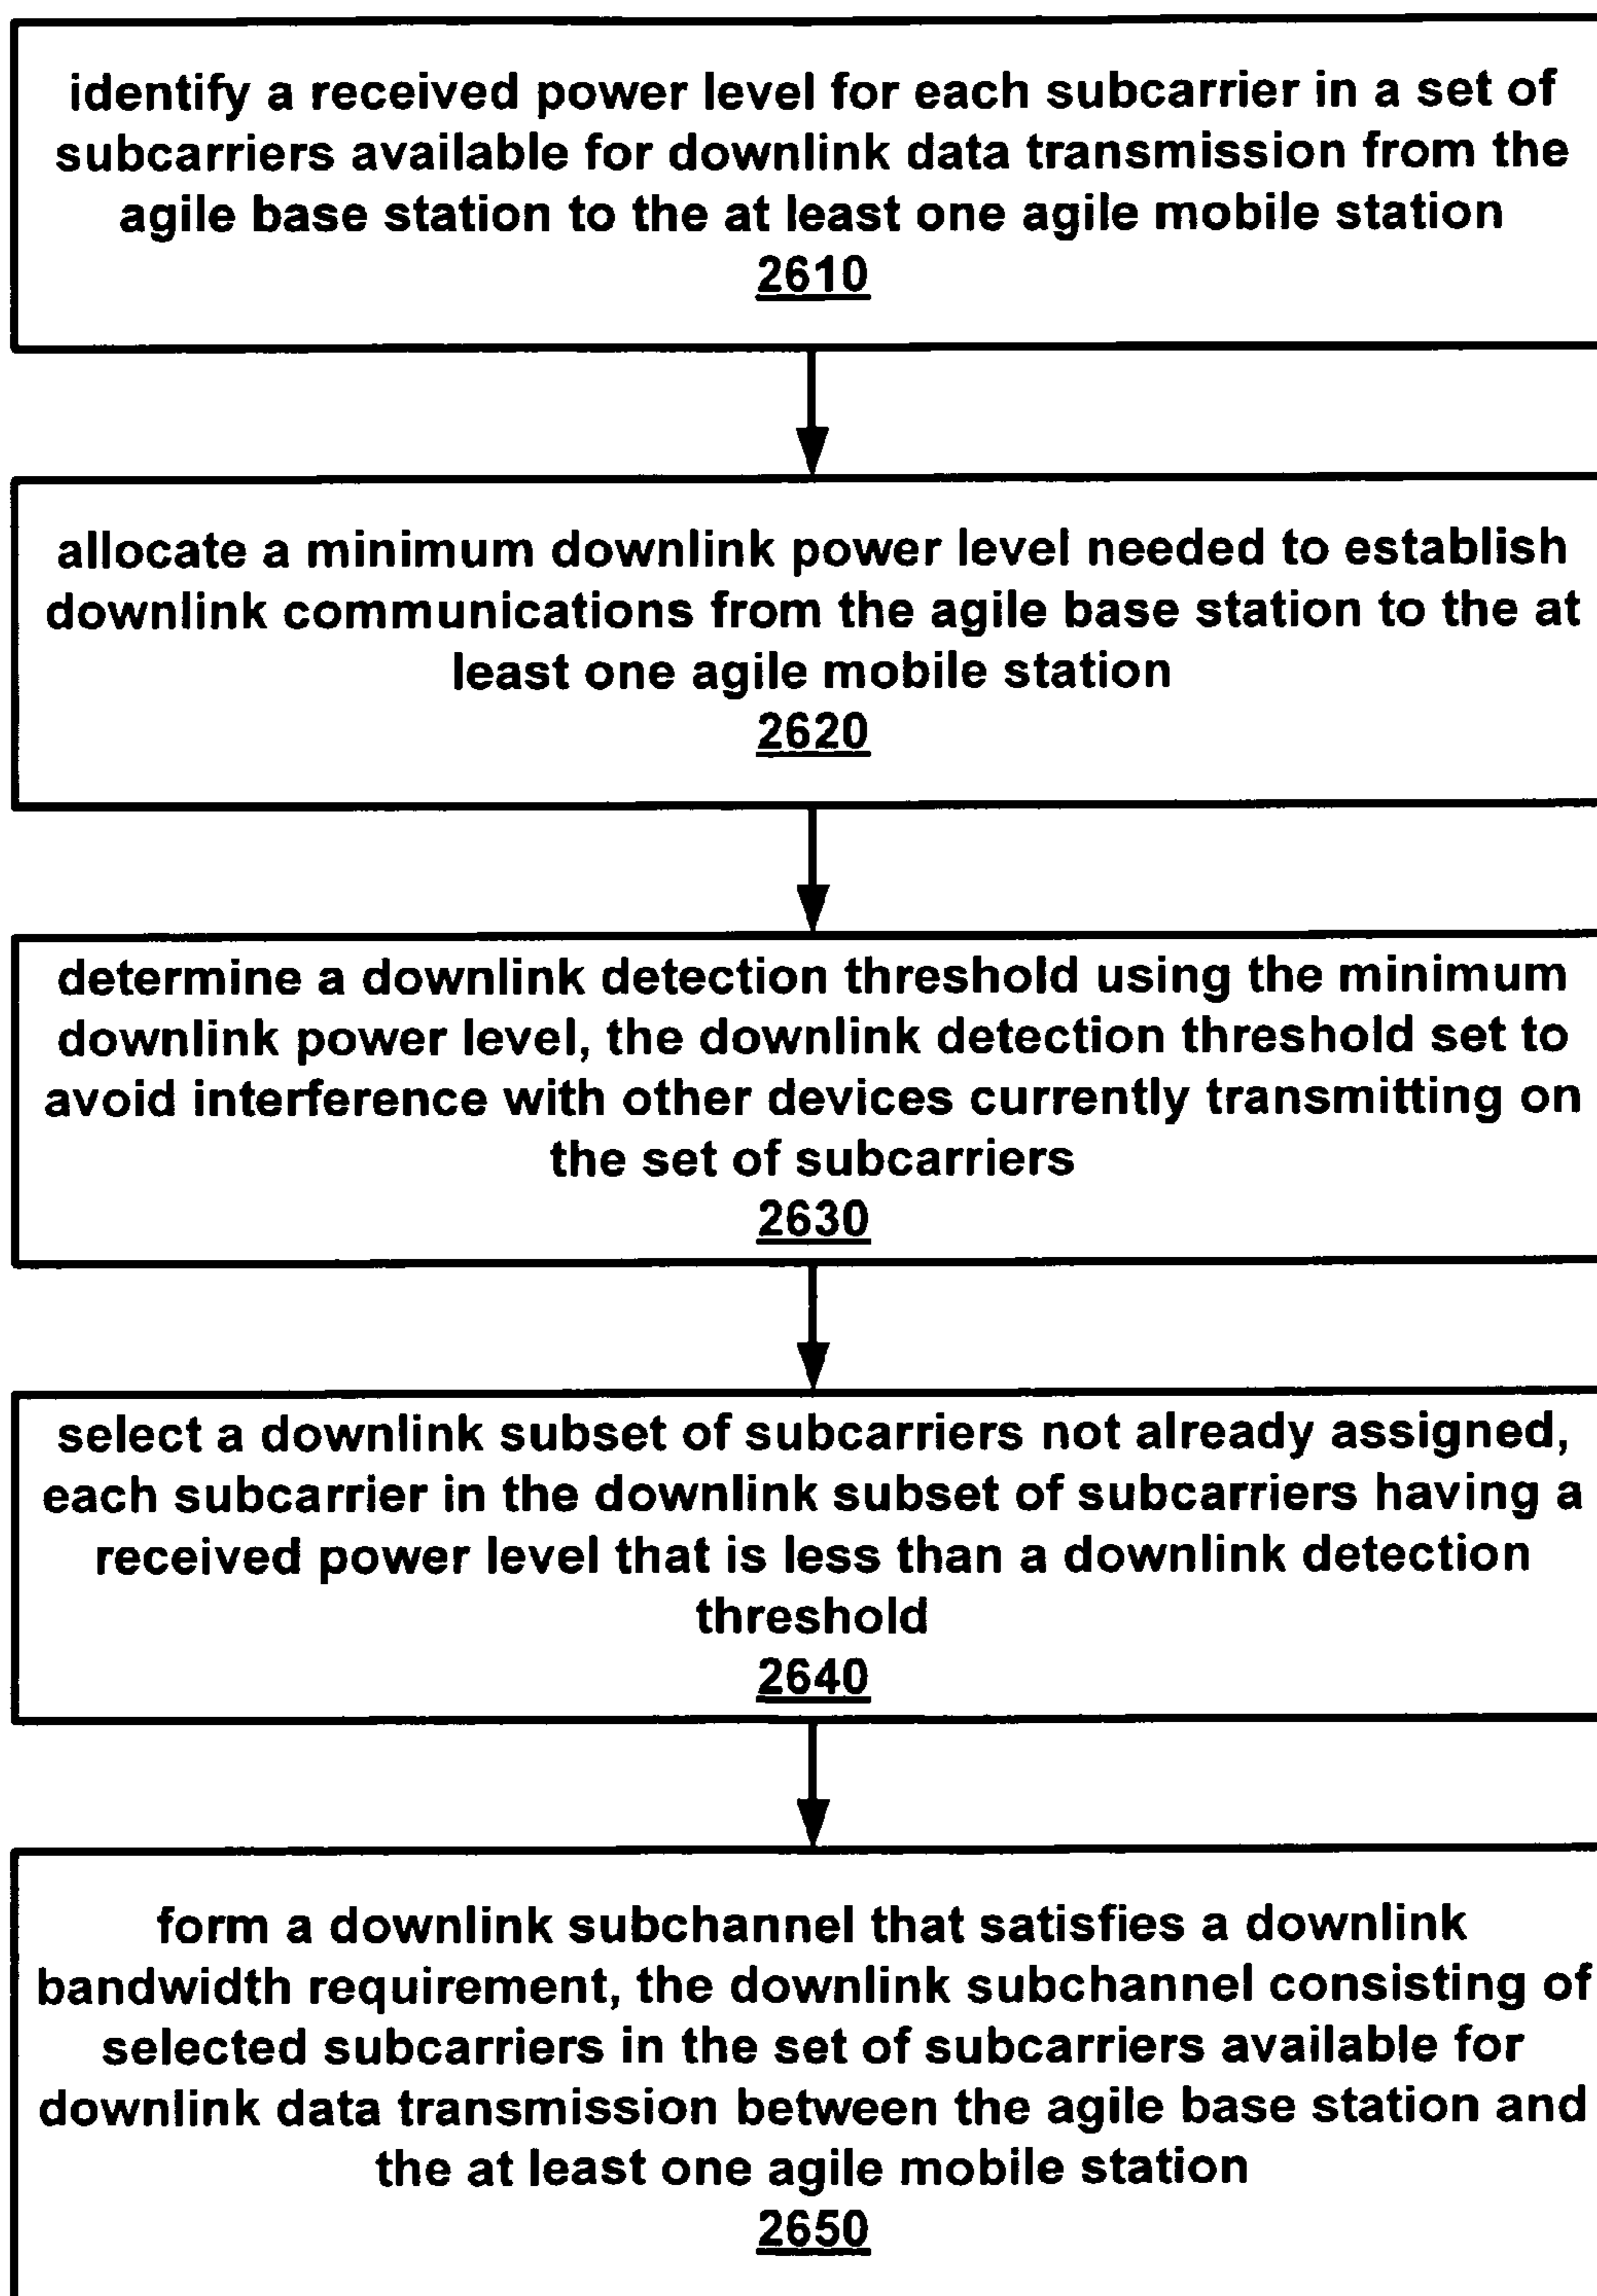 identify a received power level for each subcarrier in a set of
subcarriers available for downlink data transmission from the
agile base station to the at least one agile mobile station
2610
allocate a minimum downlink power level needed to establish
downlink communications from the agile base station to the at
least one agile mobile station
2620
determine a downlink detection threshold using the minimum
downlink power level, the downlink detection threshold set to
avoid interference with other devices currently transmitting on
the set of subcarriers
2630
select a downlink subset of subcarriers not already assigned,
each subcarrier in the downlink subset of subcarriers having a
received power level that is less than a downlink detection
threshold
2640
form a downlink subchannel that satisfies a downlink
bandwidth requirement, the downlink subchannel consisting of
selected subcarriers in the set of subcarriers available for
downlink data transmission between the agile base station and
the at least one agile mobile station
2650